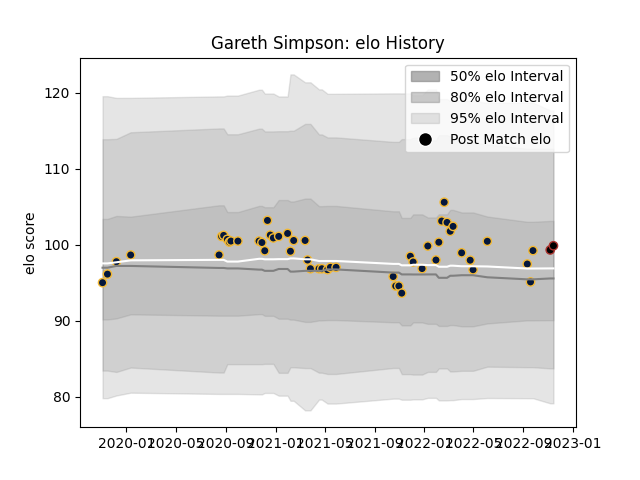 Gareth Simpson: elo History
50% elo Interval
80% elo Interval
95% elo Interval
Post Match elo
elo score
120
110
100
90
80
2020-01
2020-05
2020-09
2021-01
2021-05
2021-09
2022-01
2022-05
2022-09
2023-01